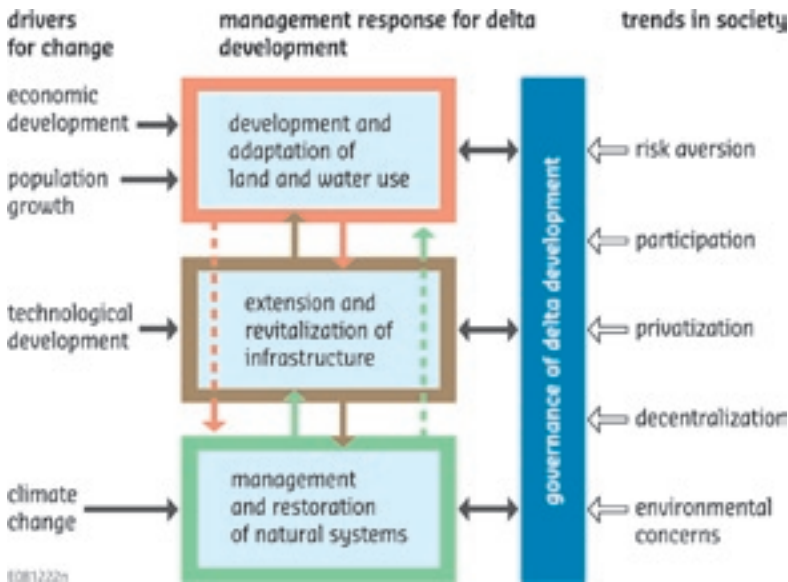 drivers
for change
management response for delta
development
trends in society
economic
development
population
growth
technological
development
climate
change
development and
adaptation of
land and water use
extension and
revitalization of
infrastructure
management
and restoration
of natural systems
governance of delta development
risk aversion
participation
privatization
decentralization
environmental
concerns
E081222n